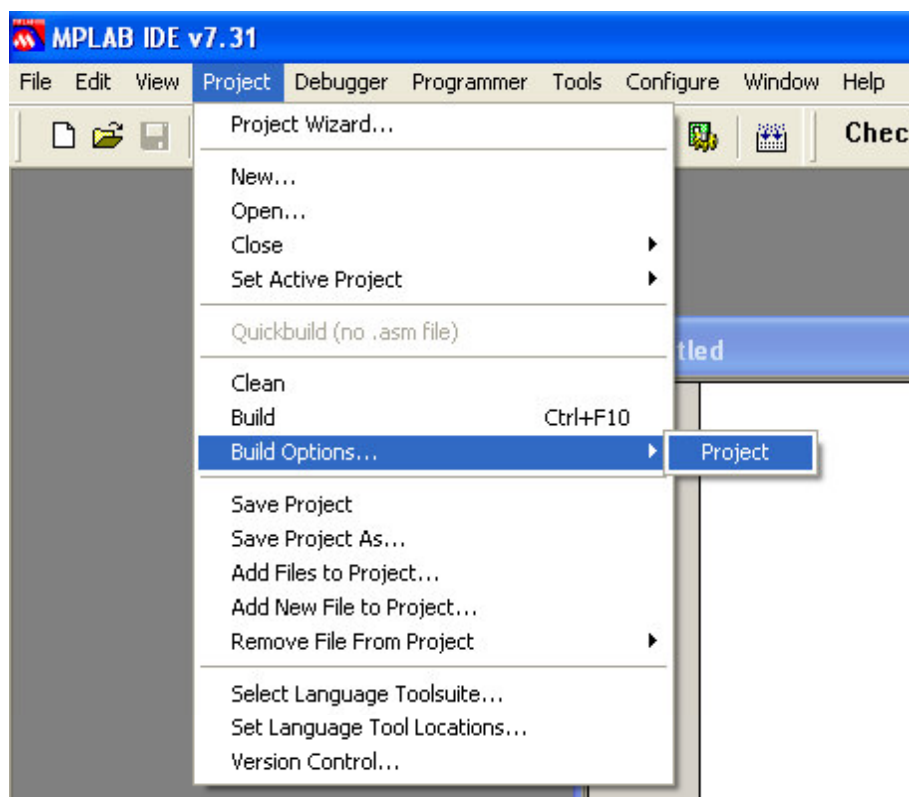 MPLAB IDE v7.31
File Edit View Project Debugger Programmer Tools Configure Window Help
Project Wizard...
Chec
New...
Open...
Close
Set Active Project
Quickbuild (no .asm file)
tled
Clean
Build Ctrl+F10
Build Options... Project
Save Project
Save Project As...
Add Files to Project...
Add New File to Project...
Remove File From Project
Select Language Toolsuite...
Set Language Tool Locations...
Version Control...